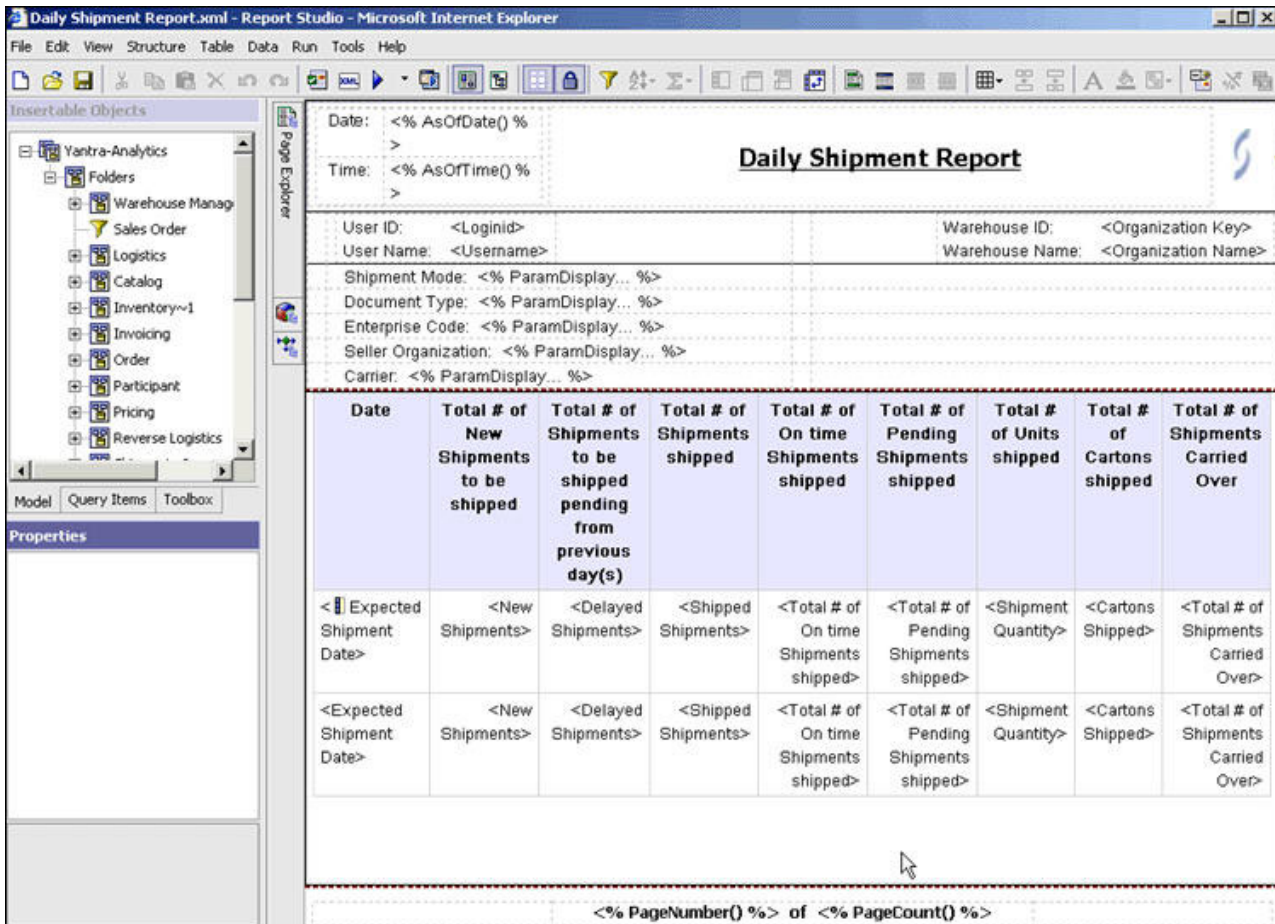 Daily Shipment Report.xml - Report Studio - Microsoft Internet Explorer
File Edit View Structure Table Data Run Tools Help
Insertable Objects
Yantra-Analytics
Folders
Warehouse Manag
Sales Order
Logistics
Catalog
Inventory~1
Invoicing
Order
Participant
Pricing
Reverse Logistics
Model Query Items Toolbox
Properties
Page Explorer
Date: <% AsOfDate() %
>
Time: <% AsOfTime() %
>
Daily Shipment Report
User ID: <Loginid>
User Name: <Username>
Warehouse ID: <Organization Key>
Warehouse Name: <Organization Name>
Shipment Mode: <% ParamDisplay... %>
Document Type: <% ParamDisplay... %>
Enterprise Code: <% ParamDisplay... %>
Seller Organization: <% ParamDisplay... %>
Carrier: <% ParamDisplay... %>
Date
Total # of
New
Shipments
to be
shipped
Total # of
Shipments
to be
shipped
pending
from
previous
day(s)
Total # of
Shipments
shipped
Total # of
On time
Shipments
shipped
Total # of
Pending
Shipments
shipped
Total #
of Units
shipped
Total #
of
Cartons
shipped
Total # of
Shipments
Carried
Over
< Expected
Shipment
Date>
<New
Shipments>
<Delayed
Shipments>
<Shipped
Shipments>
<Total # of
On time
Shipments
shipped>
<Total # of
Pending
Shipments
shipped>
<Shipment
Quantity>
<Cartons
Shipped>
<Total # of
Shipments
Carried
Over>
<Expected
Shipment
Date>
<New
Shipments>
<Delayed
Shipments>
<Shipped
Shipments>
<Total # of
On time
Shipments
shipped>
<Total # of
Pending
Shipments
shipped>
<Shipment
Quantity>
<Cartons
Shipped>
<Total # of
Shipments
Carried
Over>
<% PageNumber() %> of <% PageCount() %>